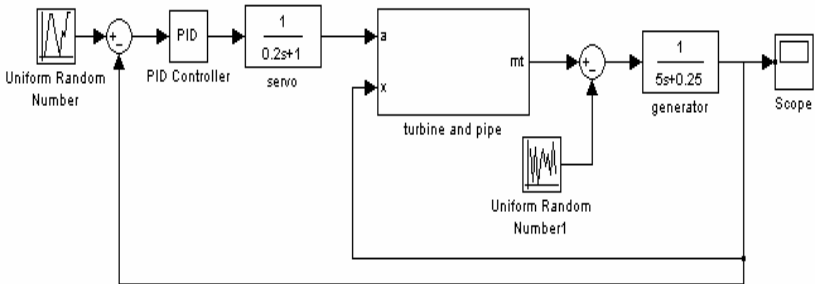 Uniform Random
Number
+
-
PID
PID Controller
1
0.2s+1
servo
a
x
mt
turbine and pipe
+
-
Uniform Random
Number1
1
5s+0.25
generator
Scope